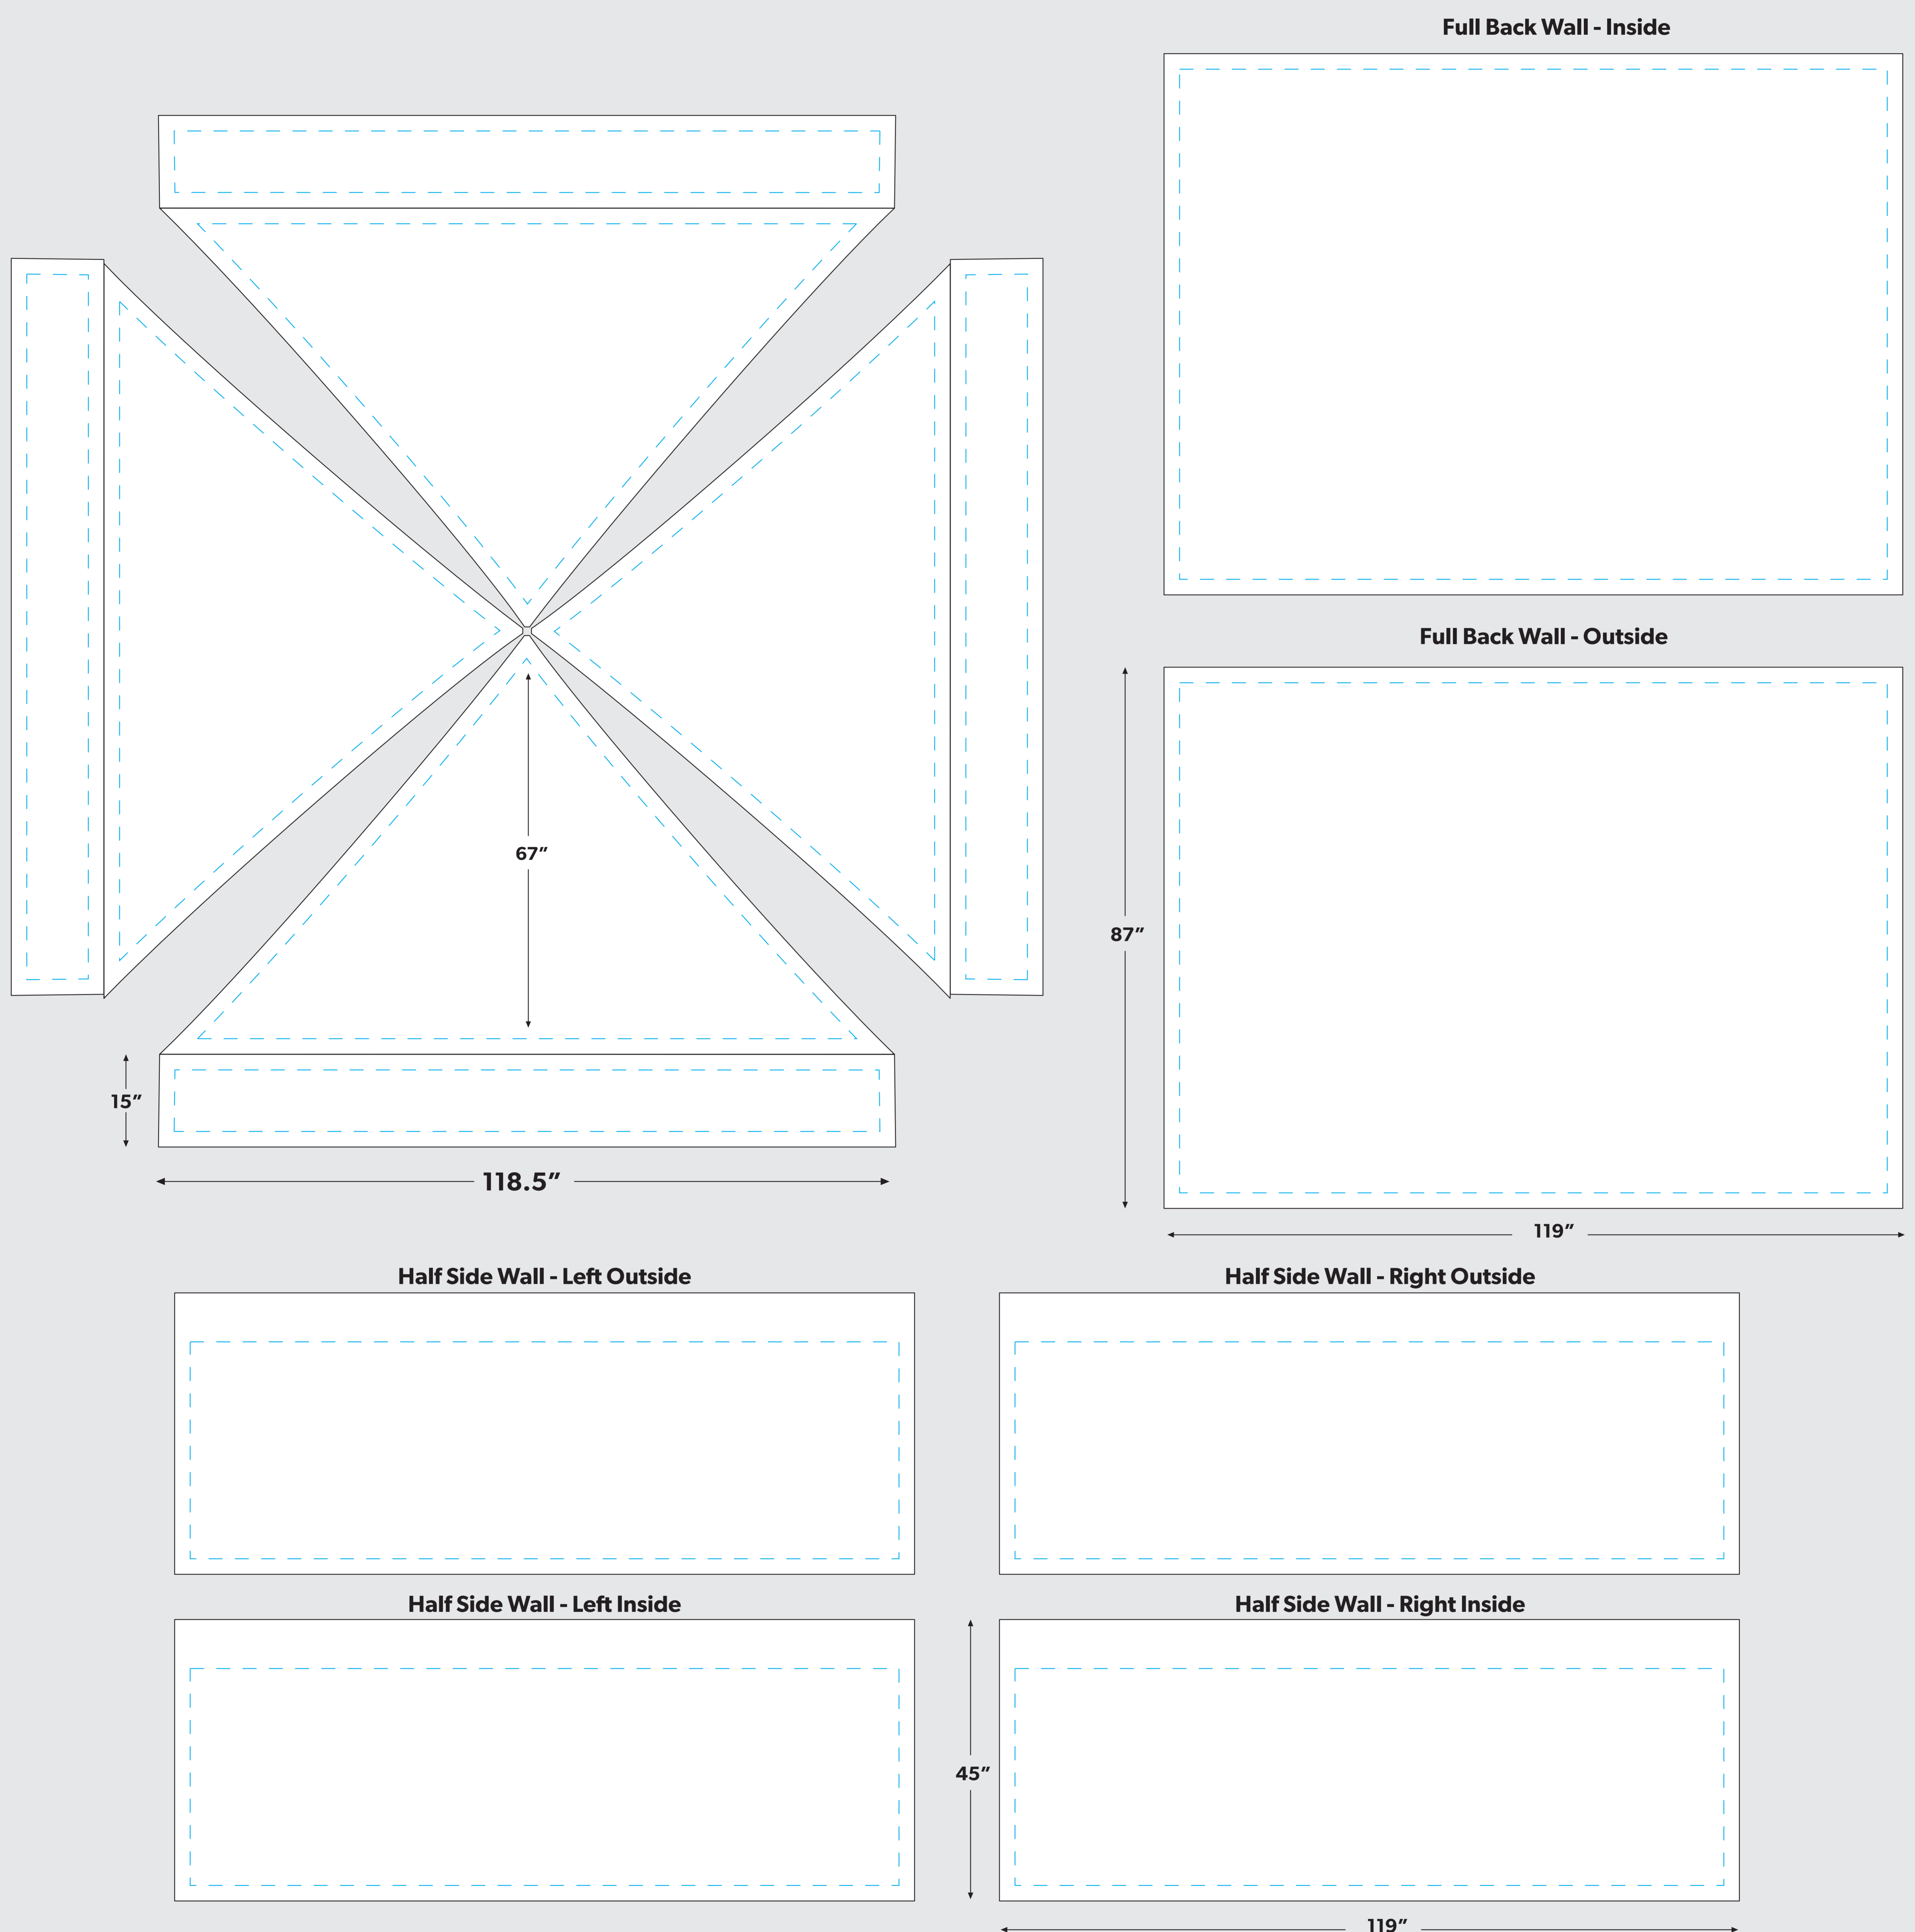 Full Back Wall - Inside
Full Back Wall - Outside
67”
87”
15”
118.5”
119”
Half Side Wall - Left Outside
Half Side Wall - Right Outside
Half Side Wall - Left Inside
Half Side Wall - Right Inside
45”
119”